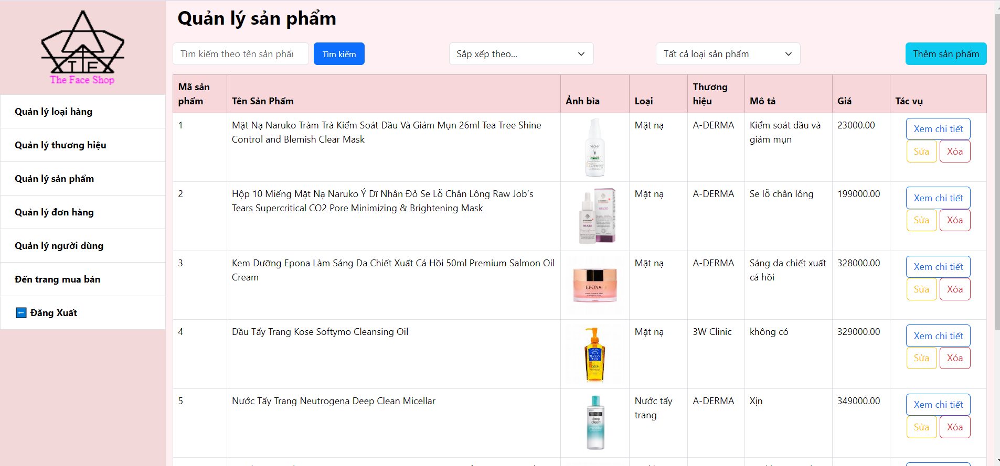 XTFX
The Face Shop
Quản lý loại hàng
Quản lý thương hiệu
Quản lý sản phẩm
Quản lý đơn hàng
Quản lý người dùng
Đến trang mua bán
Đăng Xuất
Quản lý sản phẩm
Tìm kiếm theo tên sản phẩ
Tìm kiếm
Sắp xếp theo...
Tất cả loại sản phẩm
Thêm sản phẩm
Mã sản
phẩm
Tên Sản Phẩm
Ảnh bìa
Loại
Thương
hiệu
Mô tả
Giá
Tác vụ
1
Mặt Nạ Naruko Tràm Trà Kiểm Soát Dầu Và Giảm Mụn 26ml Tea Tree Shine
Control and Blemish Clear Mask
VICHY
Mặt nạ
A-DERMA
Kiểm soát dầu và
giảm mụn
23000.00
Xem chi tiết
Sửa
Xóa
2
Hộp 10 Miếng Mặt Nạ Naruko Ý Dĩ Nhân Đỏ Se Lỗ Chân Lông Raw Job’s
Tears Supercritical CO2 Pore Minimizing & Brightening Mask
NIA20
NIA20
Mặt nạ
A-DERMA
Se lỗ chân lông
199000.00
Xem chi tiết
Sửa
Xóa
3
Kem Dưỡng Epona Làm Sáng Da Chiết Xuất Cá Hồi 50ml Premium Salmon Oil
Cream
EPONA
Mặt nạ
A-DERMA
Sáng da chiết xuất
cá hồi
328000.00
Xem chi tiết
Sửa
Xóa
4
Dầu Tẩy Trang Kose Softymo Cleansing Oil
DEEP
Mặt nạ
3W Clinic
không có
329000.00
Xem chi tiết
Sửa
Xóa
5
Nước Tẩy Trang Neutrogena Deep Clean Micellar
Neutrogena
deep
clean
micellar
Nước tẩy
trang
A-DERMA
Xịn
349000.00
Xem chi tiết
Sửa
Xóa